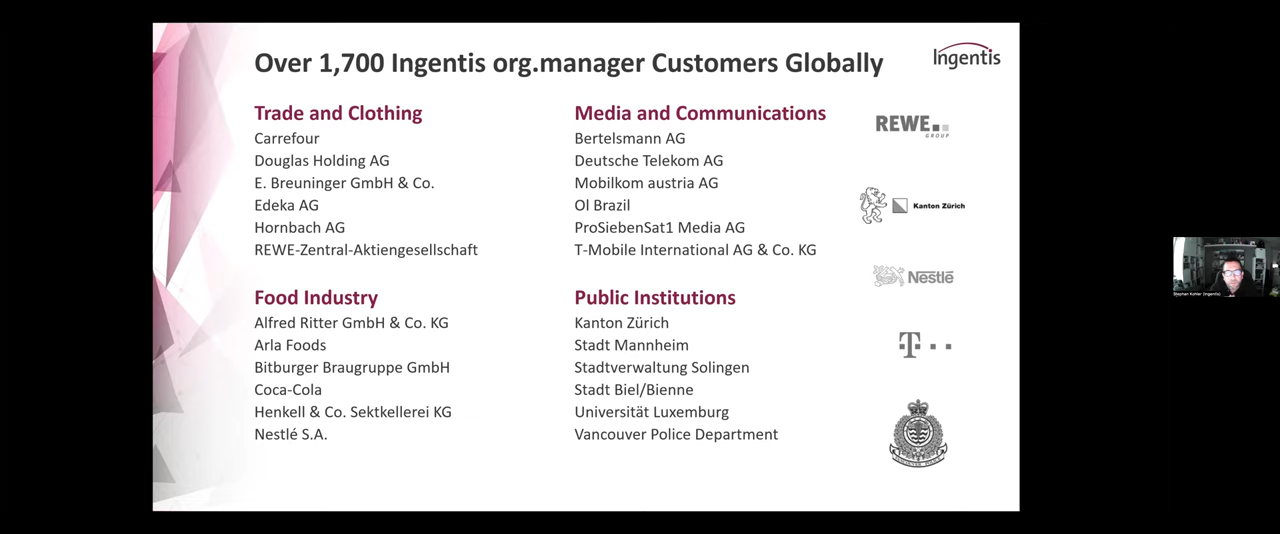 Over 1,700 Ingentis org.manager Customers Globally
Ingentis
Trade and Clothing
Carrefour
Douglas Holding AG
E. Breuninger GmbH & Co.
Edeka AG
Hornbach AG
REWE-Zentral-Aktiengesellschaft
Food Industry
Alfred Ritter GmbH & Co. KG
Arla Foods
Bitburger Braugruppe GmbH
Coca-Cola
Henkell & Co. Sektkellerei KG
Nestlé S.A.
Media and Communications
Bertelsmann AG
Deutsche Telekom AG
Mobilkom austria AG
OI Brazil
ProSiebenSat1 Media AG
T-Mobile International AG & Co. KG
Public Institutions
Kanton Zürich
Stadt Mannheim
Stadtverwaltung Solingen
Stadt Biel/Bienne
Universität Luxemburg
Vancouver Police Department
REWE
GROUP
Kanton Zürich
Nestlé
T
Stephan Kohler (Ingentis)